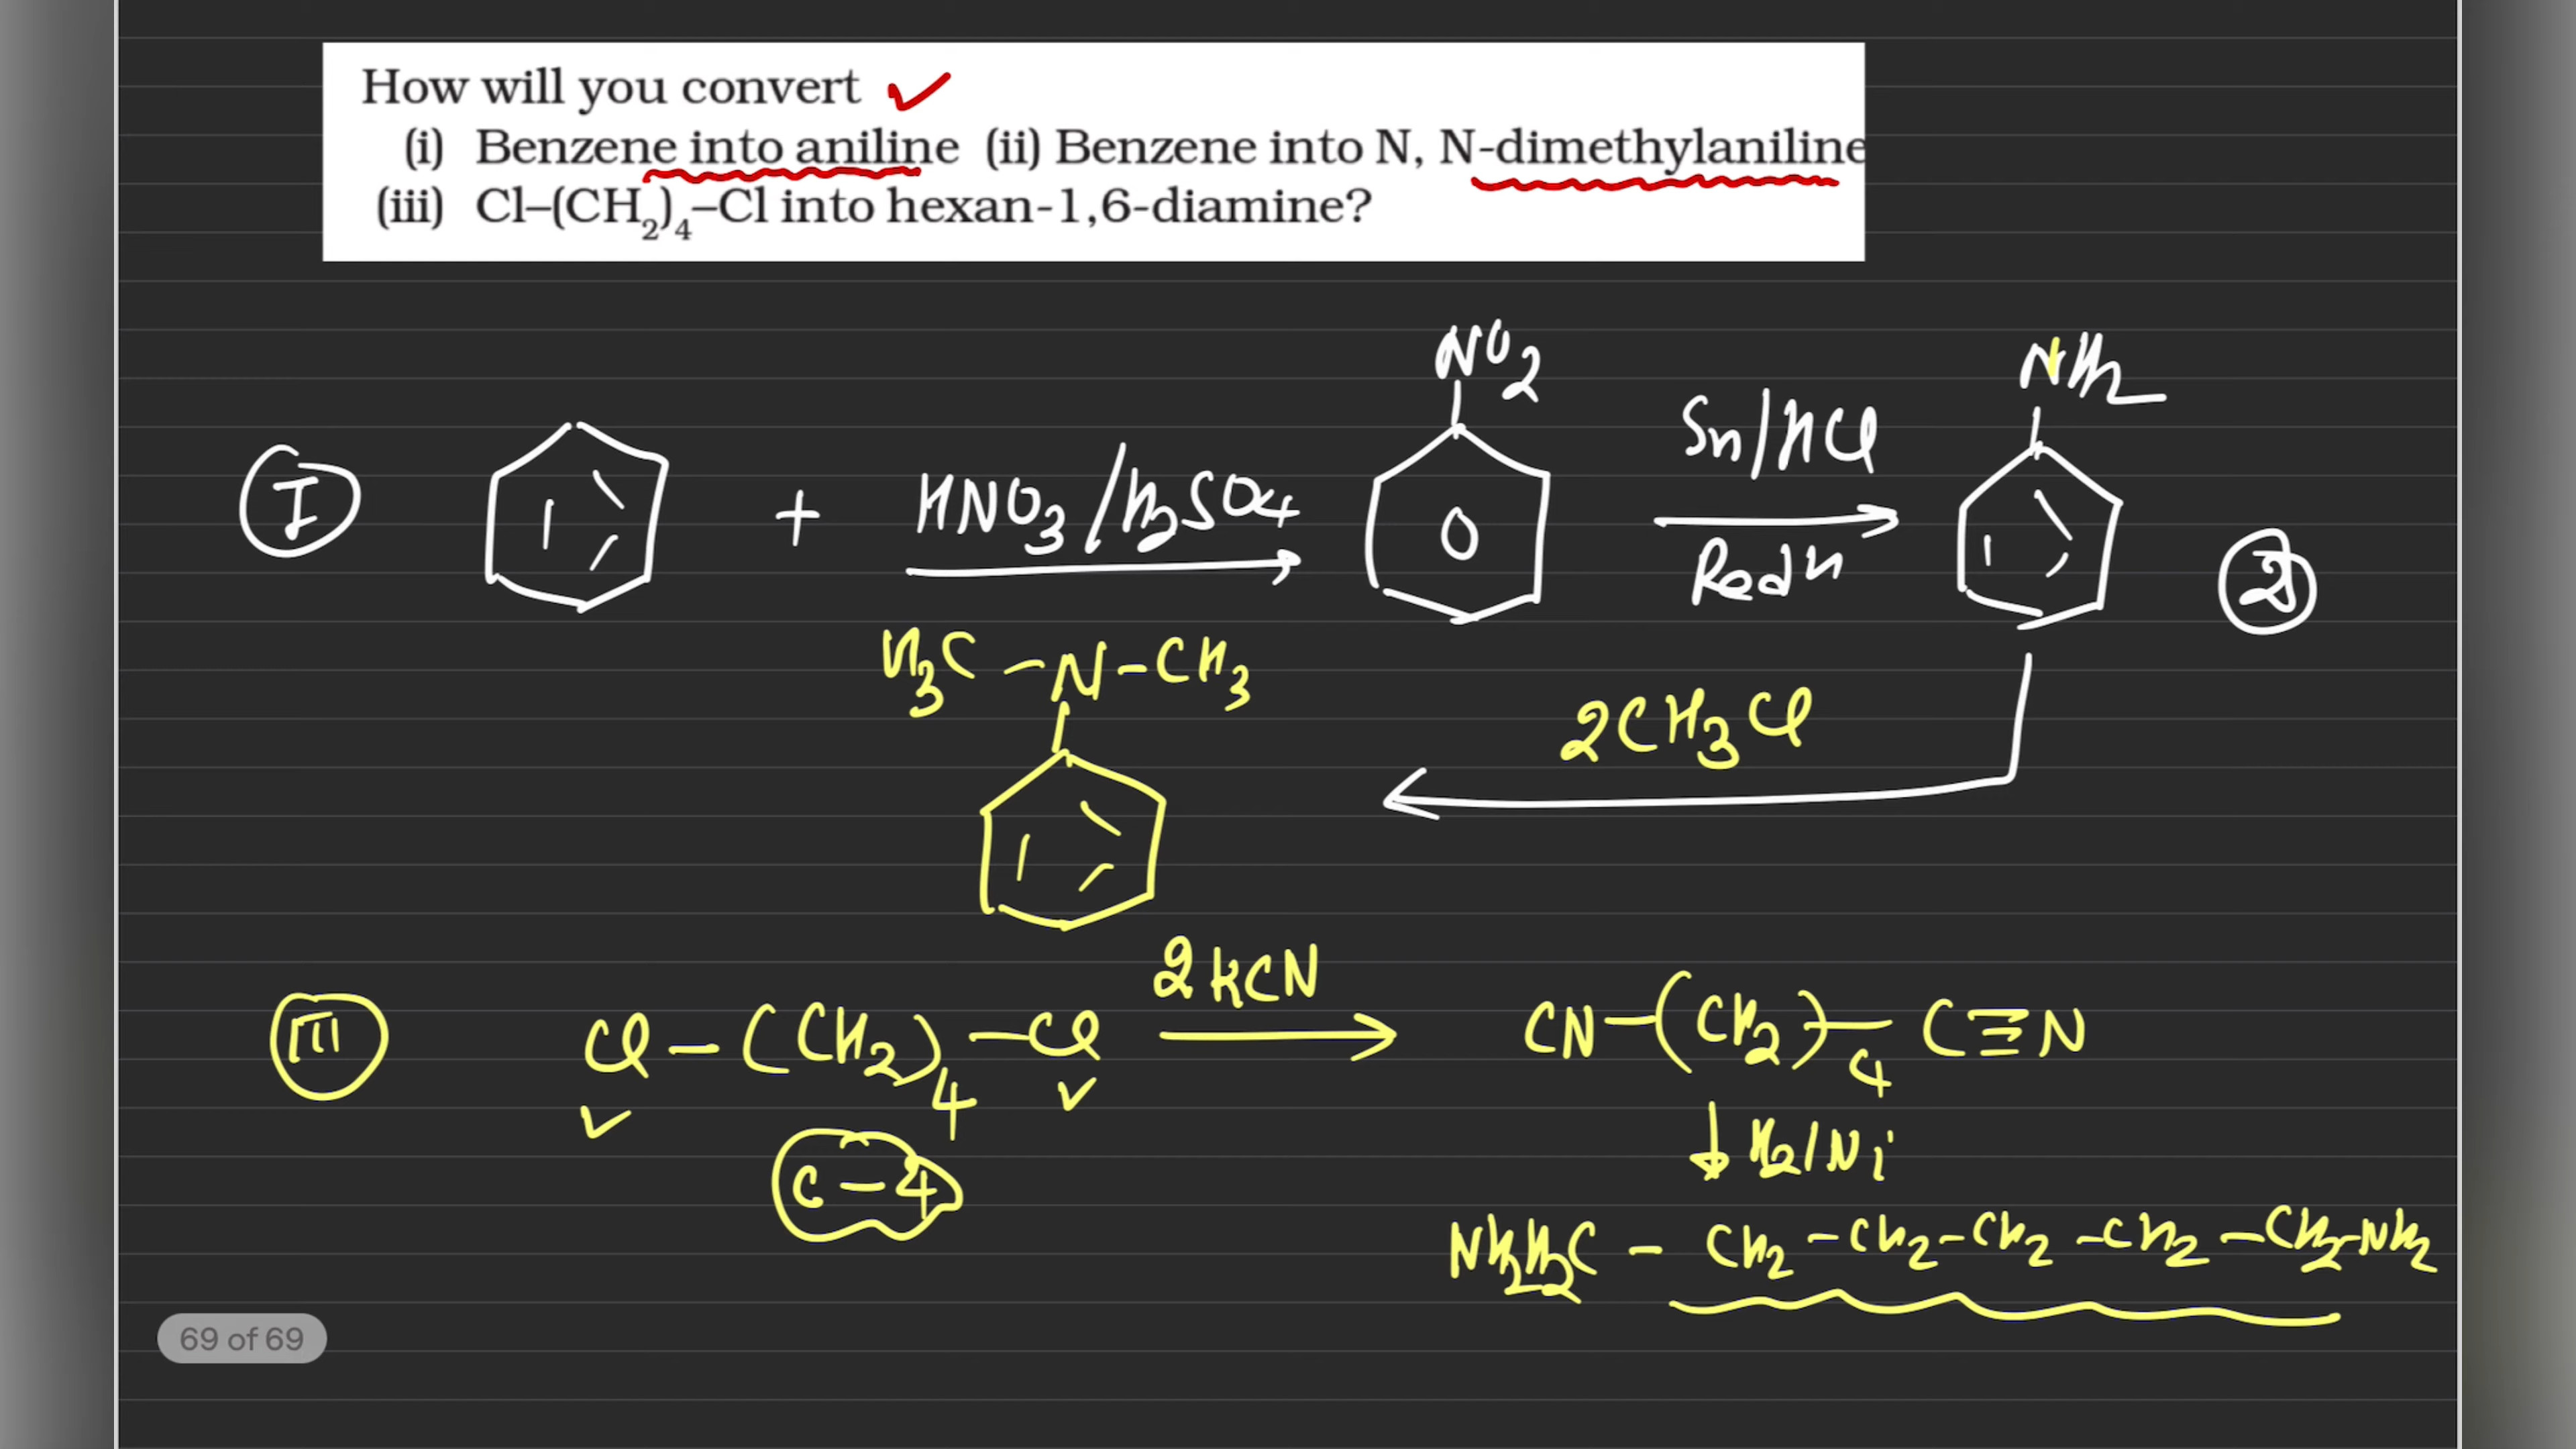 How will you convert
(i) Benzene into aniline (ii) Benzene into N, N-dimethylaniline
(iii) Cl–(CH₂)₄–Cl into hexan-1,6-diamine?
I + HNO₃/H₂SO₄ NO₂ Sn/HCl Redn NH₂ 2
H₃C – N – CH₃ 2CH₃Cl
III Cl – (CH₂)₄ – Cl 2KCN CN – (CH₂)₄ – C≡N
C – 4 H₂/Ni
NH₂H₂C – CH₂ – CH₂ – CH₂ – CH₂ – CH₂–NH₂
69 of 69